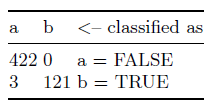 a b <– classified as
422 0 a = FALSE
3 121 b = TRUE